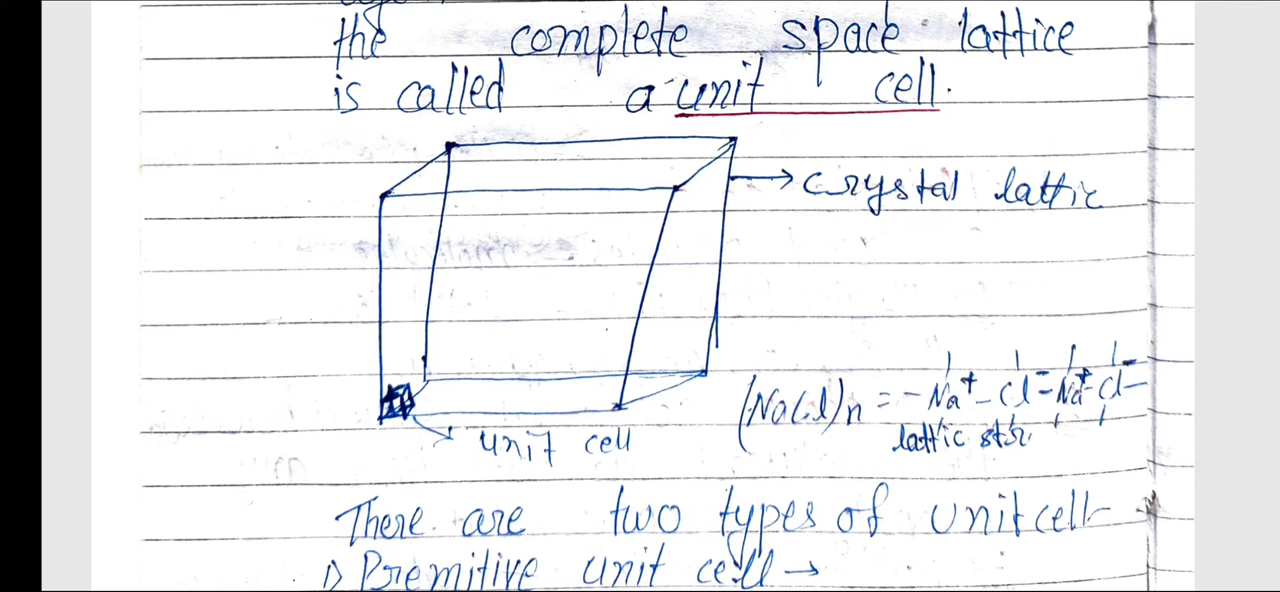 the complete space lattice
is called a unit cell.
→ crystal lattic
(NaCl)n = -Na+ - Cl- - Na+ - Cl-
lattic str.
unit cell
There are two types of unitcell-
1) Premitive unit cell →